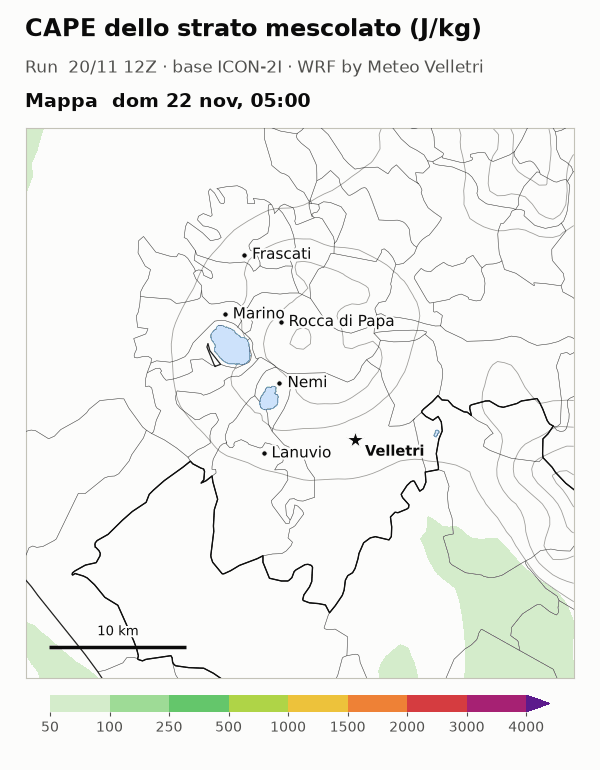 CAPE dello strato mescolato (J/kg)
Run  20/11 12Z · base ICON-2I · WRF by Meteo Velletri
Mappa  dom 22 nov, 05:00
Frascati
Marino
Rocca di Papa
Nemi
Velletri
Lanuvio
10 km
50 100 250 500 1000 1500 2000 3000 4000